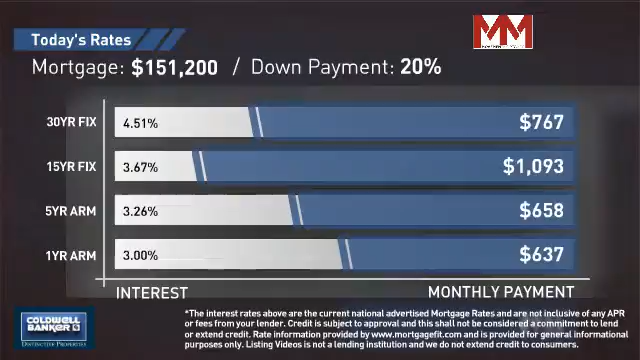 Today's Rates
MM
Mortgage: $151,200 / Down Payment: 20%
30YR FIX 4.51% $767
15YR FIX 3.67% $1,093
5YR ARM 3.26% $658
1YR ARM 3.00% $637
INTEREST MONTHLY PAYMENT
COLDWELL
BANKER
DISTINCTIVE PROPERTIES
*The interest rates above are the current national advertised Mortgage Rates and are not inclusive of any APR
or fees from your lender. Credit is subject to approval and this shall not be considered a commitment to lend
or extend credit. Rate information provided by www.mortgagefit.com and is provided for general informational
purposes only. Listing Videos is not a lending institution and we do not extend credit to consumers.